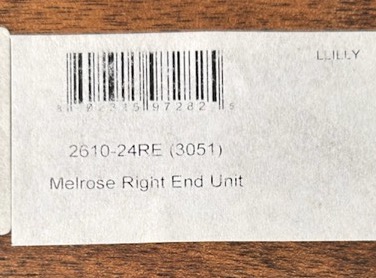 LLILLY
2610-24RE (3051)
Melrose Right End Unit